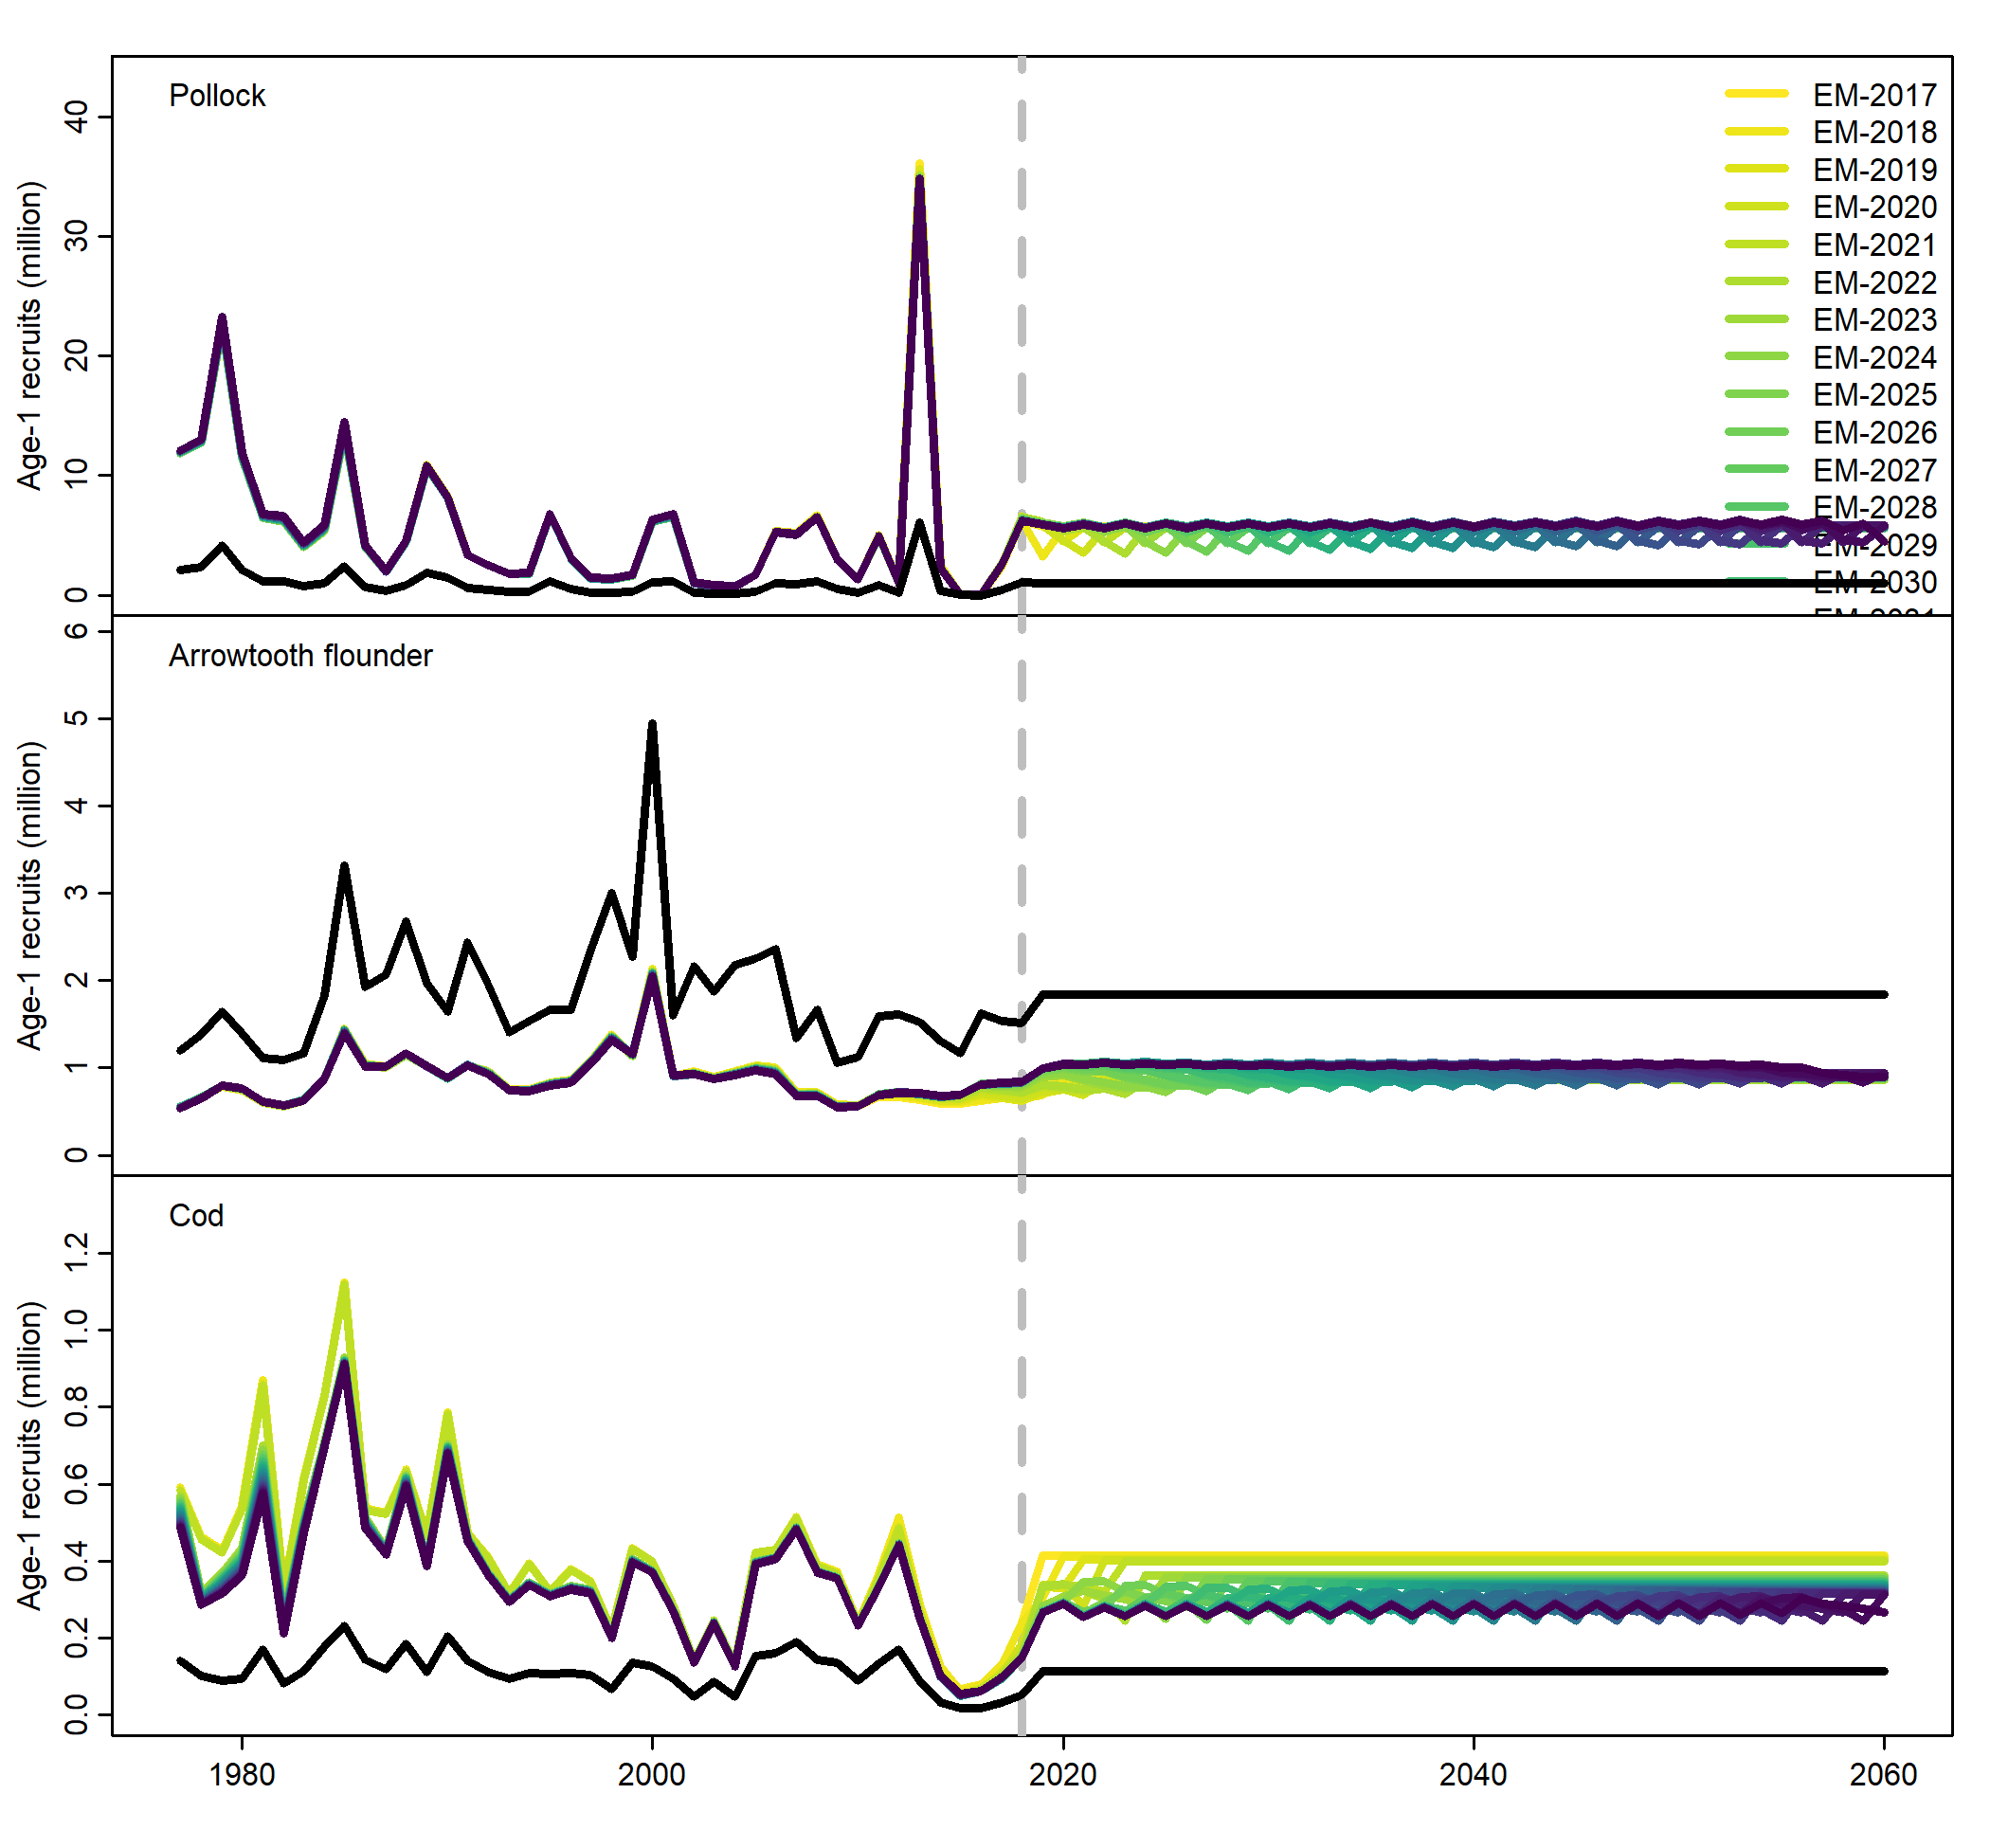 Pollock
Age-1 recruits (million)
40
30
20
10
0
EM-2017
EM-2018
EM-2019
EM-2020
EM-2021
EM-2022
EM-2023
EM-2024
EM-2025
EM-2026
EM-2027
EM-2028
EM-2029
EM-2030
Arrowtooth flounder
Age-1 recruits (million)
6
5
4
3
2
1
0
Cod
Age-1 recruits (million)
1.2
1.0
0.8
0.6
0.4
0.2
0.0
1980 2000 2020 2040 2060